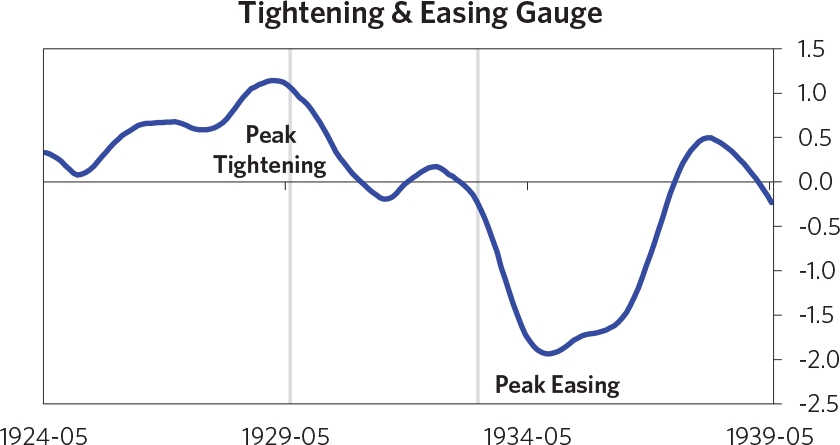 Tightening & Easing Gauge
1.5
1.0
0.5
0.0
-0.5
-1.0
-1.5
-2.0
-2.5
Peak
Tightening
Peak Easing
1924-05 1929-05 1934-05 1939-05